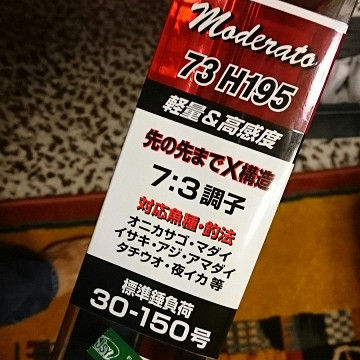 Moderato
73 H195
軽量&高感度
先の先までX構造
7:3調子
対応魚種・釣法
オニカサゴ・マダイ
イサキ・アジ・アマダイ
タチウオ・夜イカ 等
標準錘負荷
30-150号